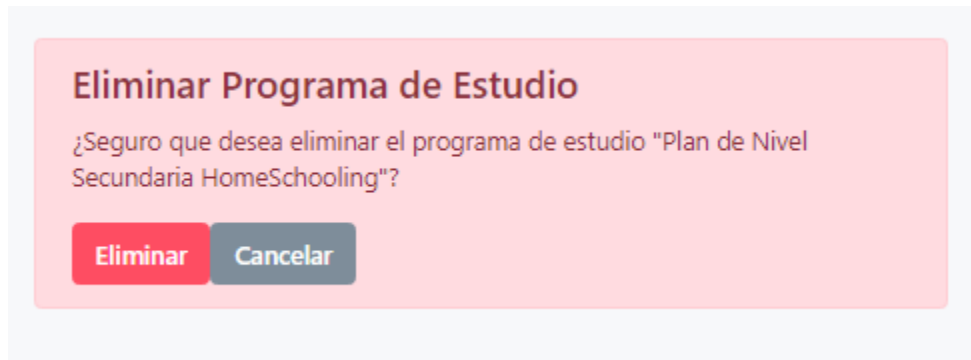 Eliminar Programa de Estudio
¿Seguro que desea eliminar el programa de estudio "Plan de Nivel
Secundaria HomeSchooling"?
Eliminar Cancelar